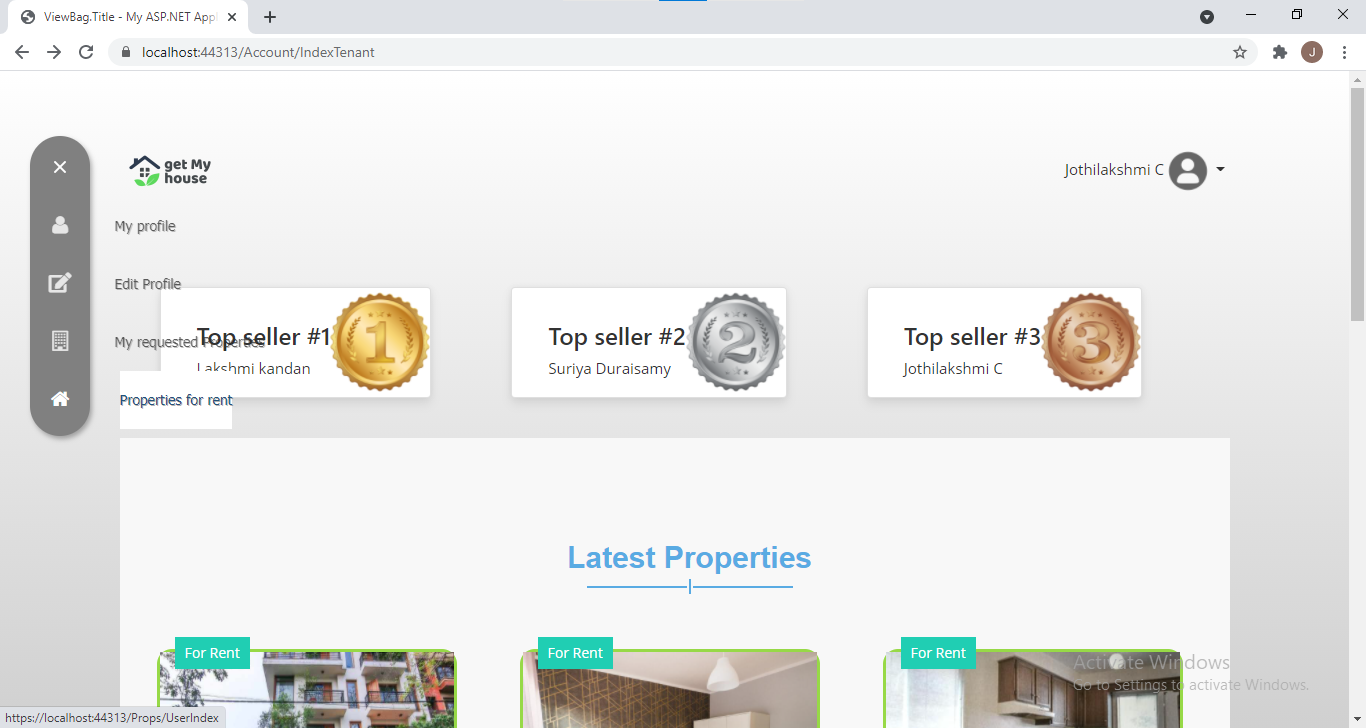 ViewBag.Title - My ASP.NET Appl
localhost:44313/Account/IndexTenant
J
get My
house
Jothilakshmi C
My profile
Edit Profile
My requested Properties
Properties for rent
Top seller #1
Lakshmi kandan
1
Top seller #2
Suriya Duraisamy
2
Top seller #3
Jothilakshmi C
3
Latest Properties
For Rent
For Rent
For Rent
Activate Windows
Go to Settings to activate Windows.
https://localhost:44313/Props/UserIndex